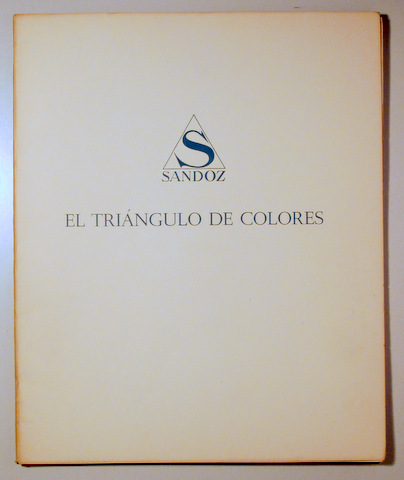 S
SANDOZ
EL TRIÁNGULO DE COLORES